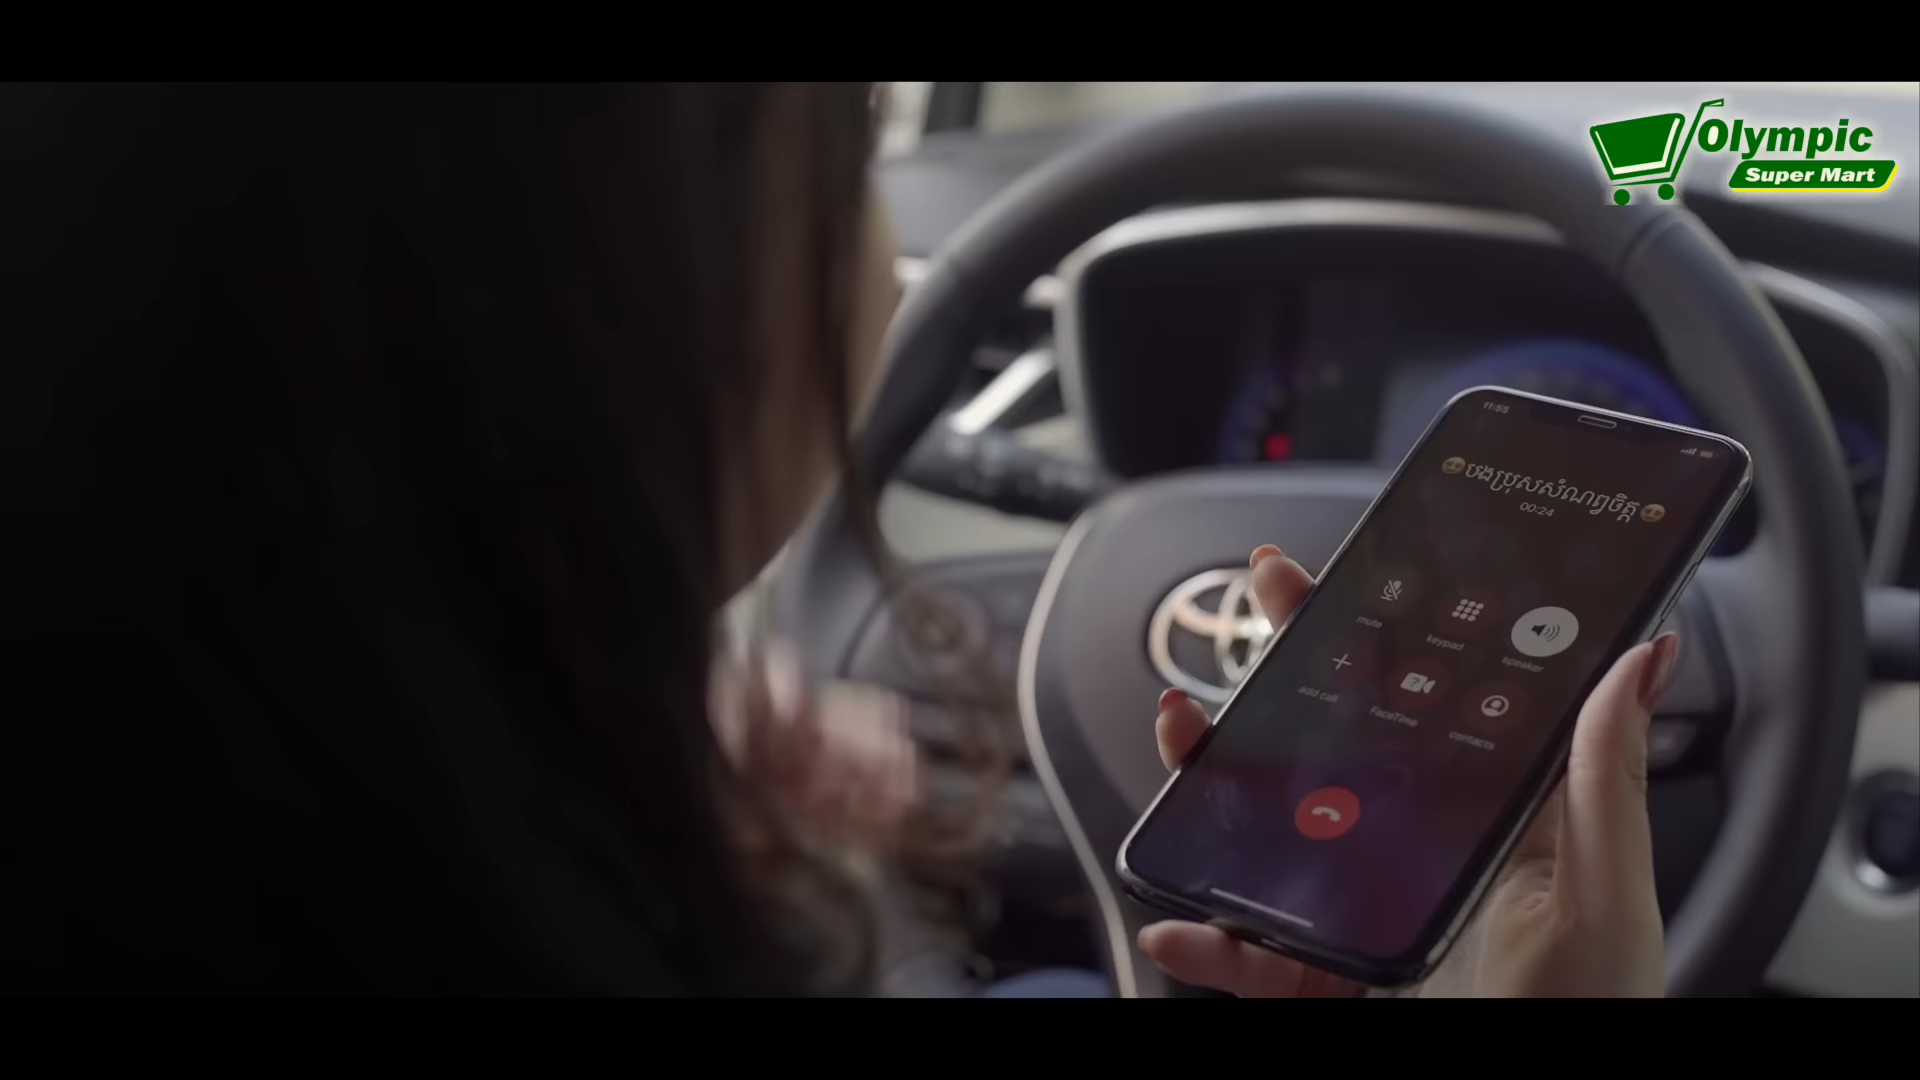 Olympic
Super Mart
11:55
បងប្រុសសំណព្វចិត្ត
00:24
mute
keypad
speaker
add call
FaceTime
contacts